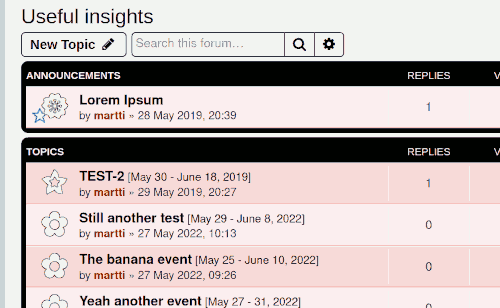 Useful insights
New Topic
Search this forum…
ANNOUNCEMENTS REPLIES V
Lorem Ipsum 1
by martti » 28 May 2019, 20:39
TOPICS REPLIES V
TEST-2 [May 30 - June 18, 2019] 1
by martti » 29 May 2019, 20:27
Still another test [May 29 - June 8, 2022] 0
by martti » 27 May 2022, 10:13
The banana event [May 25 - June 10, 2022] 0
by martti » 27 May 2022, 09:26
Yeah another event [May 27 - 31, 2022] 0